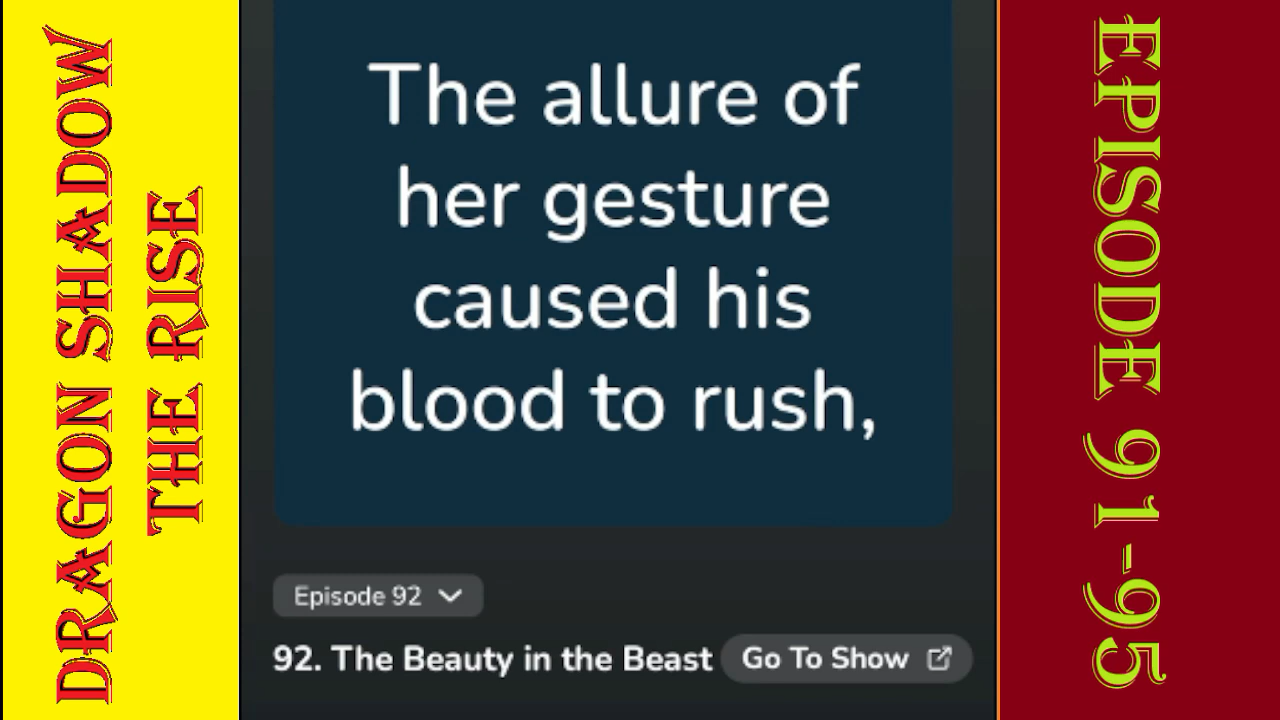 DRAGON SHADOW
THE RISE
The allure of
her gesture
caused his
blood to rush,
Episode 92
92. The Beauty in the Beast
Go To Show
EPISODE 91-95